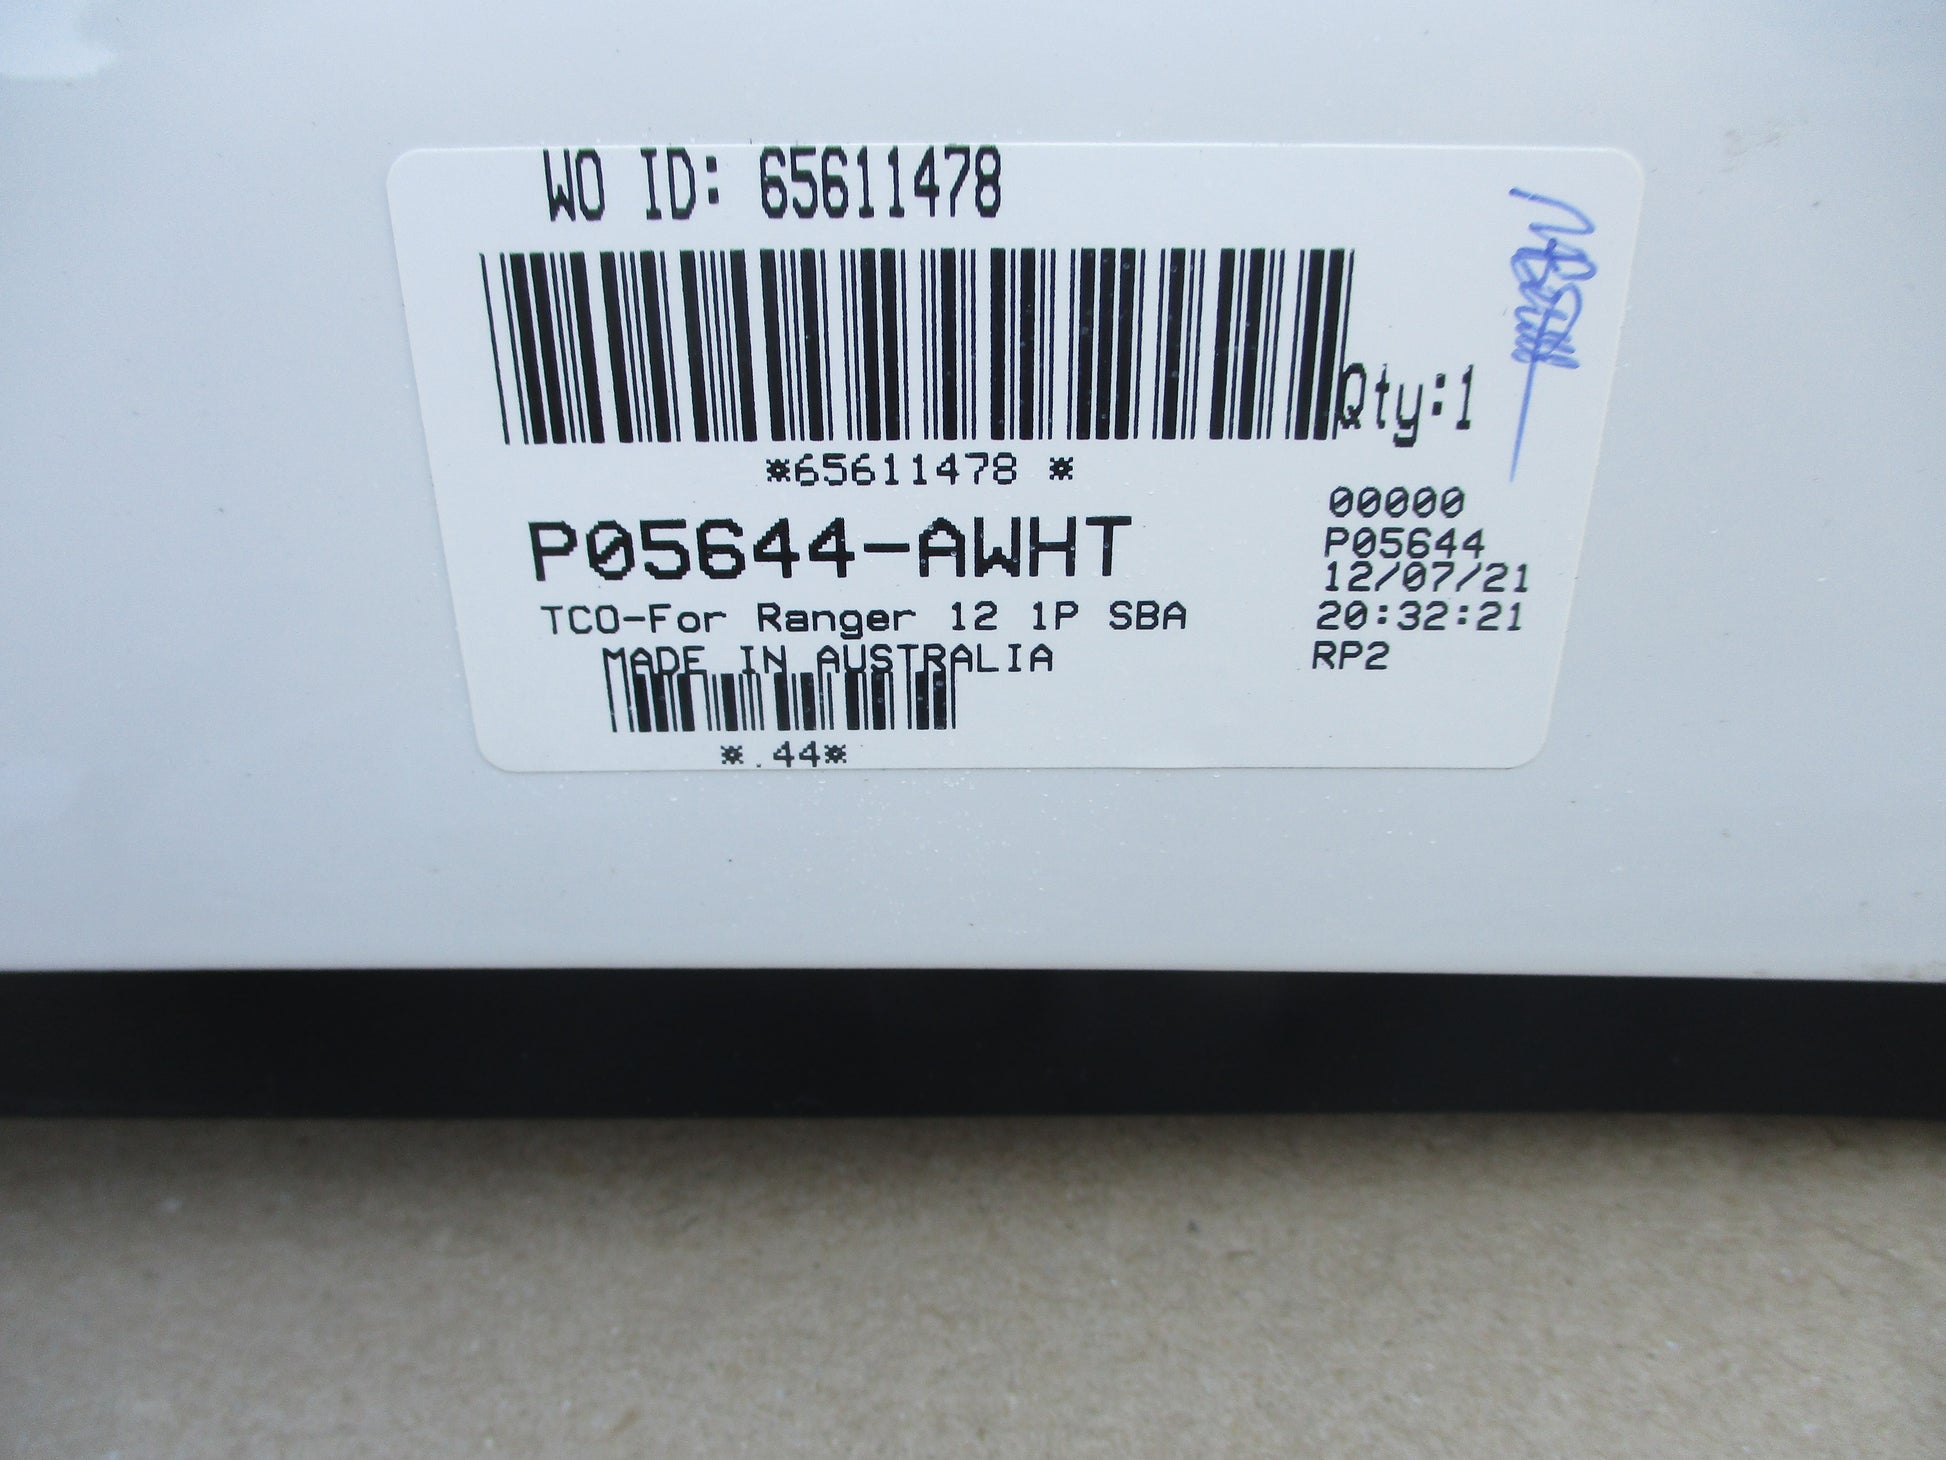 WO ID: 65611478
Qty:1
*65611478 *
P05644-AWHT
TCO-For Ranger 12 1P SBA
MADE IN AUSTRALIA
*.44*
00000
P05644
12/07/21
20:32:21
RP2